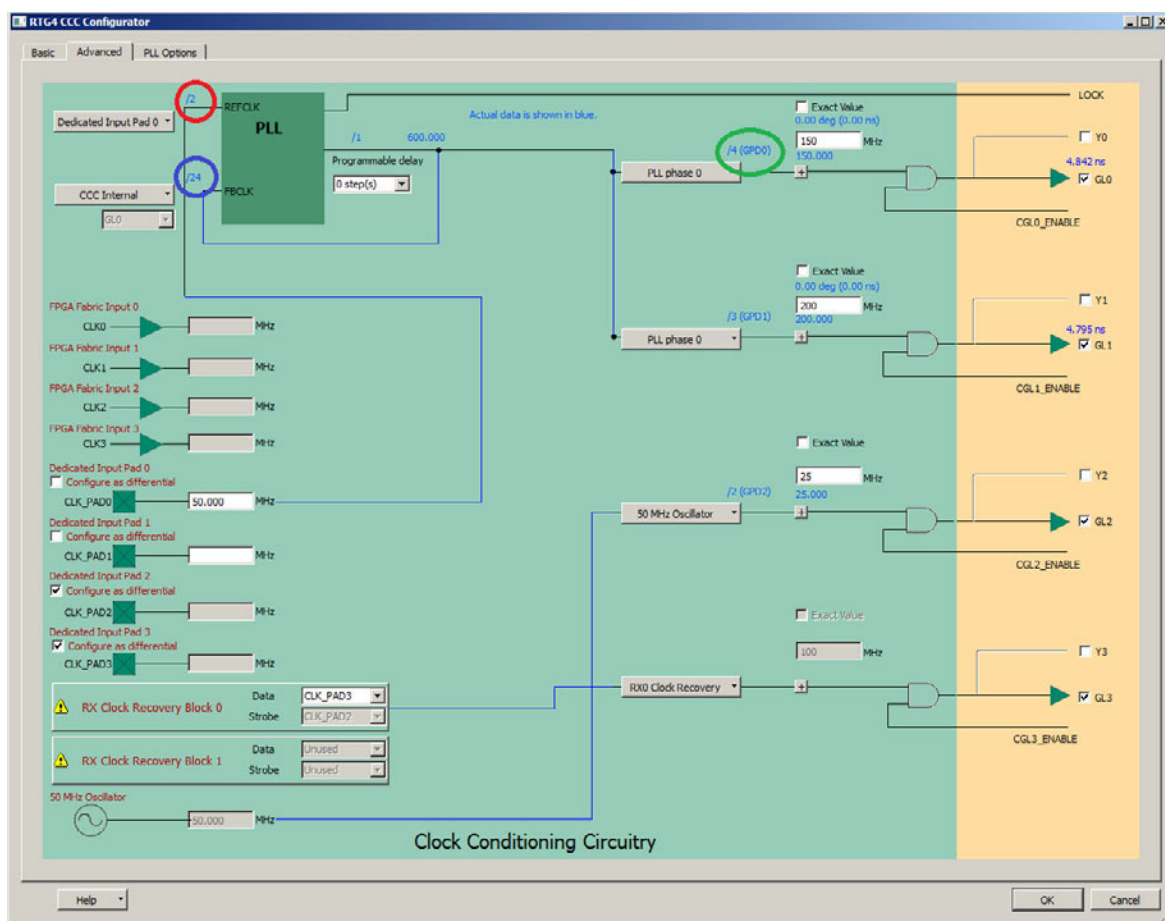 RTG4 CCC Configurator
Basic Advanced PLL Options
Dedicated Input Pad 0
/2
REFCLK
PLL
/24
FBCLK
CCC Internal
GL0
/1 600.000
Programmable delay
0 step(s)
Actual data is shown in blue.
LOCK
Exact Value
0.00 deg (0.00 ns)
150 MHz
150.000
/4 (GPD0)
PLL phase 0
Y0
4.842 ns
GL0
CGL0_ENABLE
Exact Value
0.00 deg (0.00 ns)
200 MHz
200.000
/3 (GPD1)
PLL phase 0
Y1
4.795 ns
GL1
CGL1_ENABLE
FPGA Fabric Input 0
CLK0 MHz
FPGA Fabric Input 1
CLK1 MHz
FPGA Fabric Input 2
CLK2 MHz
FPGA Fabric Input 3
CLK3 MHz
Dedicated Input Pad 0
Configure as differential
CLK_PAD0 50.000 MHz
Dedicated Input Pad 1
Configure as differential
CLK_PAD1 MHz
Dedicated Input Pad 2
Configure as differential
CLK_PAD2 MHz
Dedicated Input Pad 3
Configure as differential
CLK_PAD3 MHz
Exact Value
25 MHz
25.000
/2 (GPD2)
50 MHz Oscillator
Y2
GL2
CGL2_ENABLE
Exact Value
100 MHz
RX0 Clock Recovery
Y3
GL3
CGL3_ENABLE
RX Clock Recovery Block 0
Data CLK_PAD3
Strobe CLK_PAD2
RX Clock Recovery Block 1
Data Unused
Strobe Unused
50 MHz Oscillator
50.000 MHz
Clock Conditioning Circuitry
Help OK Cancel